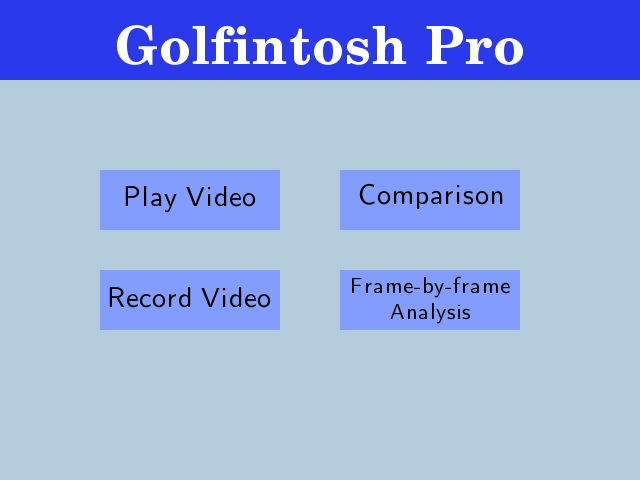 Golfintosh Pro
Play Video
Comparison
Record Video
Frame-by-frame
Analysis